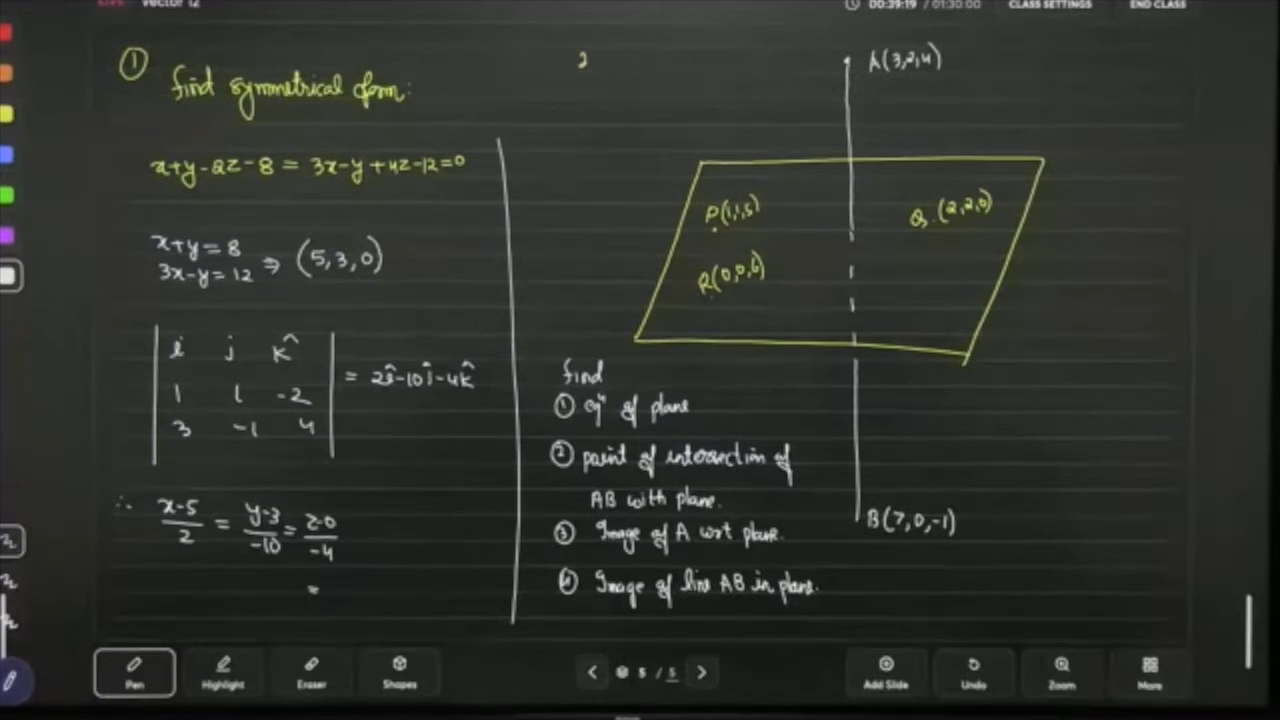 LIVE Vector 12
00:39:19 / 01:30:00 CLASS SETTINGS END CLASS
①
find symmetrical form:
x+y-2z-8 = 3x-y+4z-12=0
x+y=8
3x-y=12 ⇒ (5,3,0)
i j k^
1 1 -2
3 -1 4
= 2î-10ĵ-4k̂
∴ x-5/2 = y-3/-10 = z-0/-4
=
2
A(3,2,4)
P(1,1,5)
Q(2,2,0)
R(0,0,6)
B(7,0,-1)
find
① eqⁿ of plane
② point of intersection of
AB with plane.
③ Image of A wrt plane.
④ Image of line AB in plane.
Pen Highlight Eraser Shapes
5 / 5
Add Slide Undo Zoom More